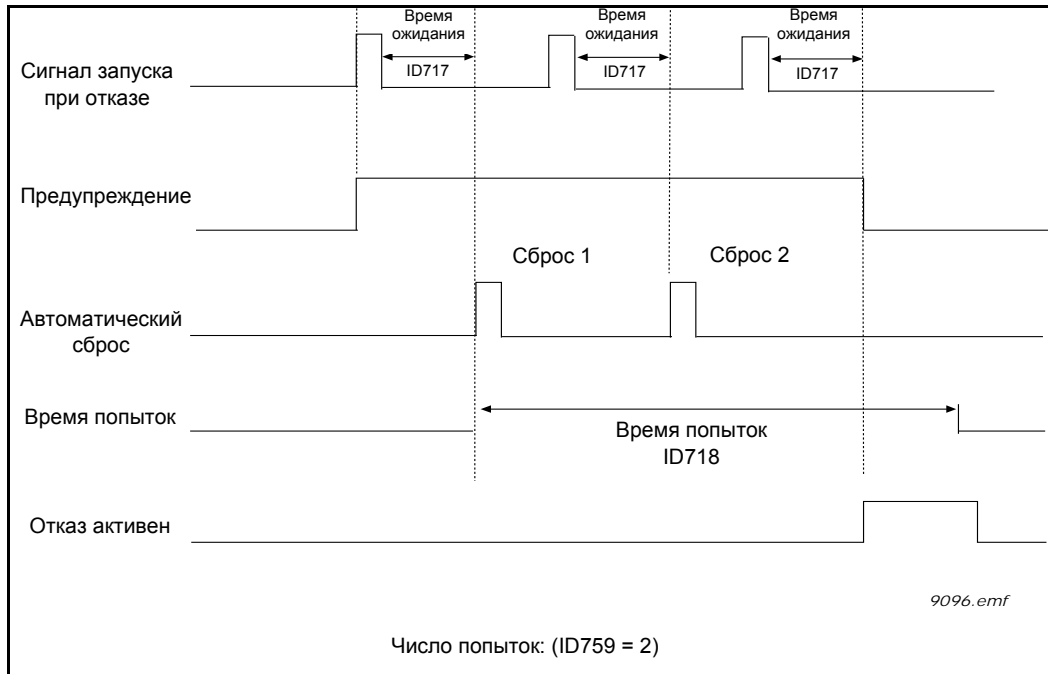 Время
ожидания
Время
ожидания
Время
ожидания
ID717
ID717
ID717
Сигнал запуска
при отказе
Предупреждение
Сброс 1
Сброс 2
Автоматический
сброс
Время попыток
Время попыток
ID718
Отказ активен
9096.emf
Число попыток: (ID759 = 2)